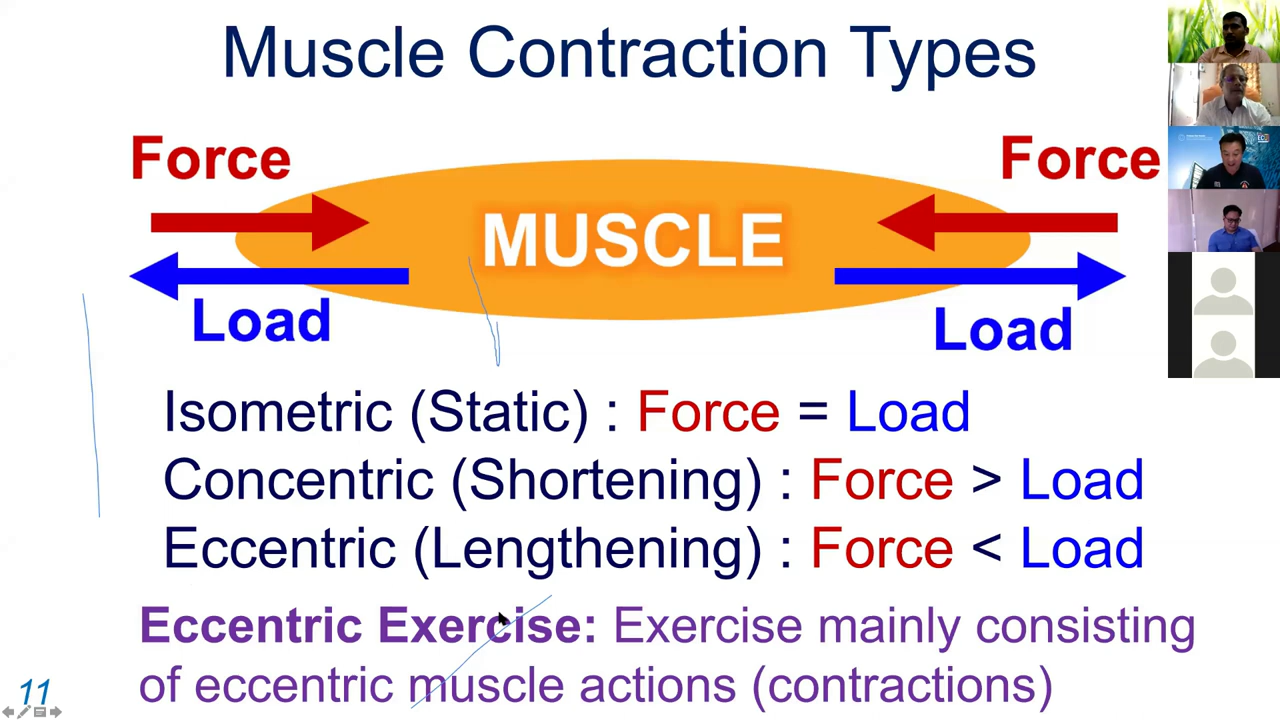 Muscle Contraction Types
Force
Force
MUSCLE
Load
Load
Isometric (Static) : Force = Load
Concentric (Shortening) : Force > Load
Eccentric (Lengthening) : Force < Load
Eccentric Exercise: Exercise mainly consisting
of eccentric muscle actions (contractions)
11